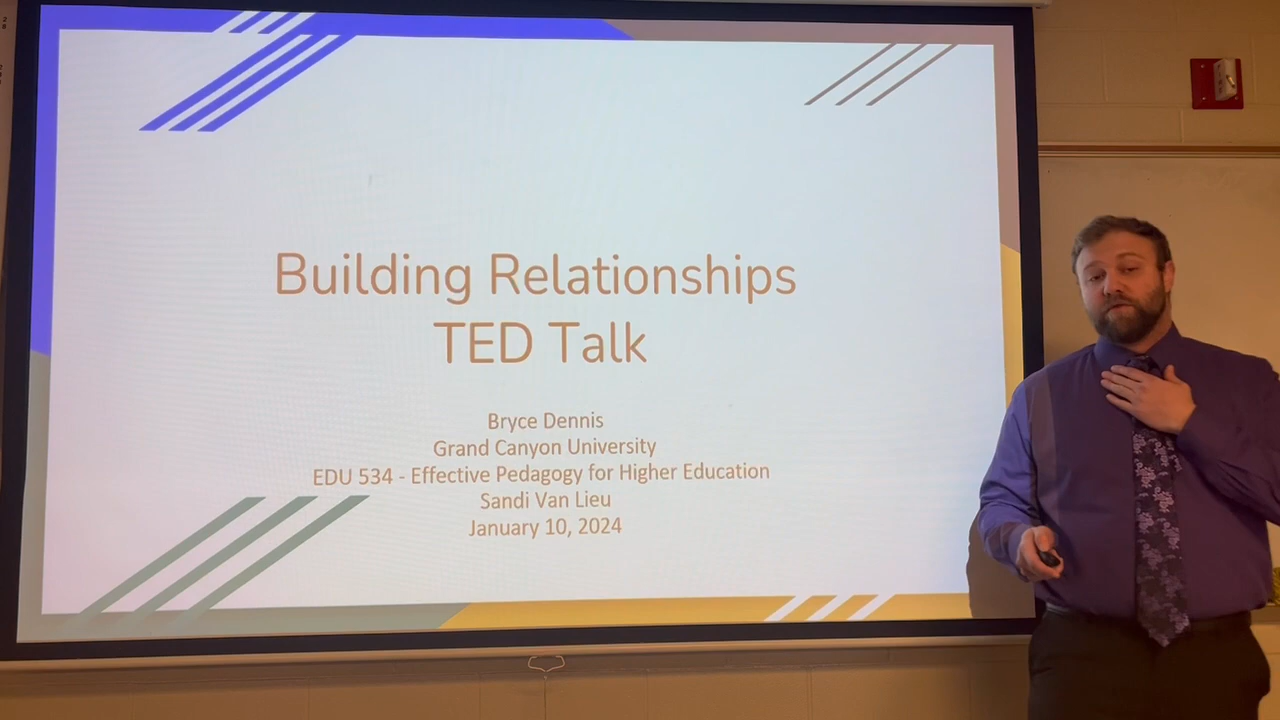 Building Relationships
TED Talk
Bryce Dennis
Grand Canyon University
EDU 534 - Effective Pedagogy for Higher Education
Sandi Van Lieu
January 10, 2024